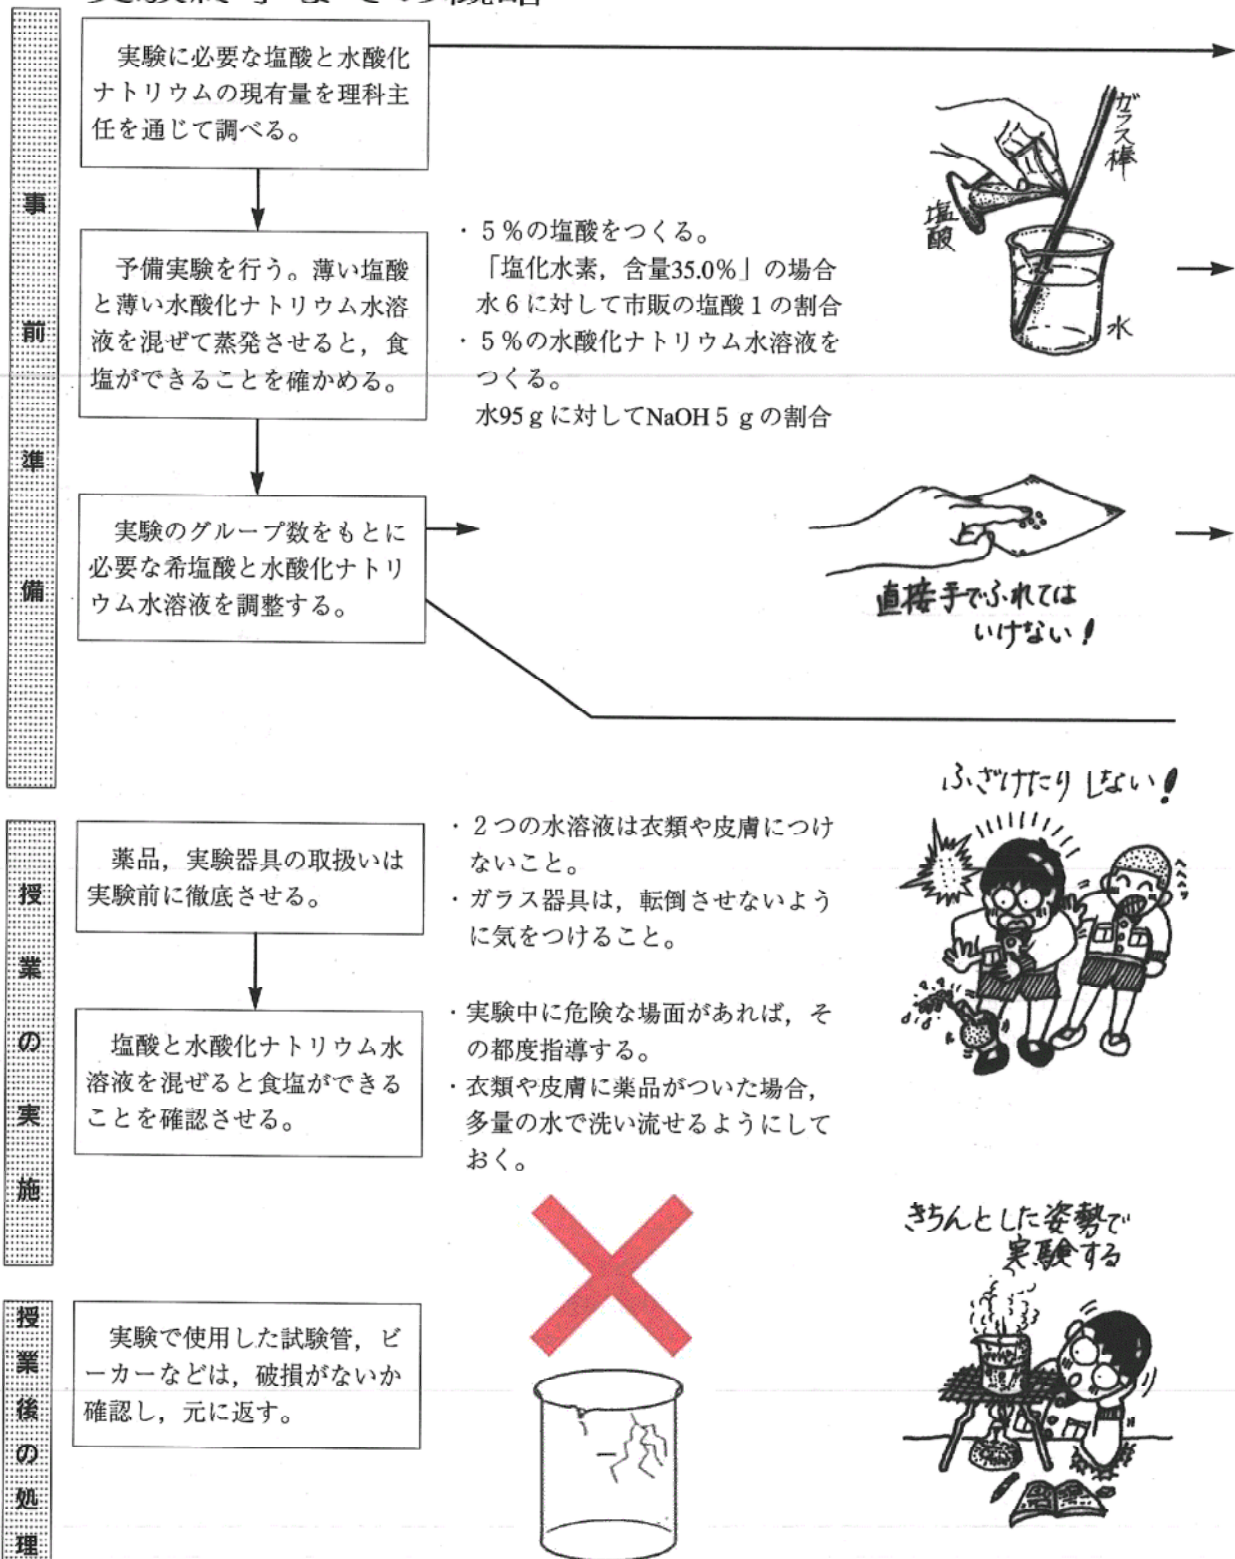 事前準備
実験に必要な塩酸と水酸化
ナトリウムの現有量を理科主
任を通じて調べる。
ガラス棒
塩酸
水
予備実験を行う。薄い塩酸
と薄い水酸化ナトリウム水溶
液を混ぜて蒸発させると，食
塩ができることを確かめる。
・５％の塩酸をつくる。
「塩化水素，含量35.0％」の場合
水６に対して市販の塩酸１の割合
・５％の水酸化ナトリウム水溶液を
つくる。
水95ｇに対してNaOH５ｇの割合
実験のグループ数をもとに
必要な希塩酸と水酸化ナトリ
ウム水溶液を調整する。
直接手でふれては
いけない！
授業の実施
薬品，実験器具の取扱いは
実験前に徹底させる。
・２つの水溶液は衣類や皮膚につけ
ないこと。
・ガラス器具は，転倒させないよう
に気をつけること。
ふざけたりしない！
塩酸と水酸化ナトリウム水
溶液を混ぜると食塩ができる
ことを確認させる。
・実験中に危険な場面があれば，そ
の都度指導する。
・衣類や皮膚に薬品がついた場合，
多量の水で洗い流せるようにして
おく。
きちんとした姿勢で
実験する
授業後の処理
実験で使用した試験管，ビ
ーカーなどは，破損がないか
確認し，元に返す。